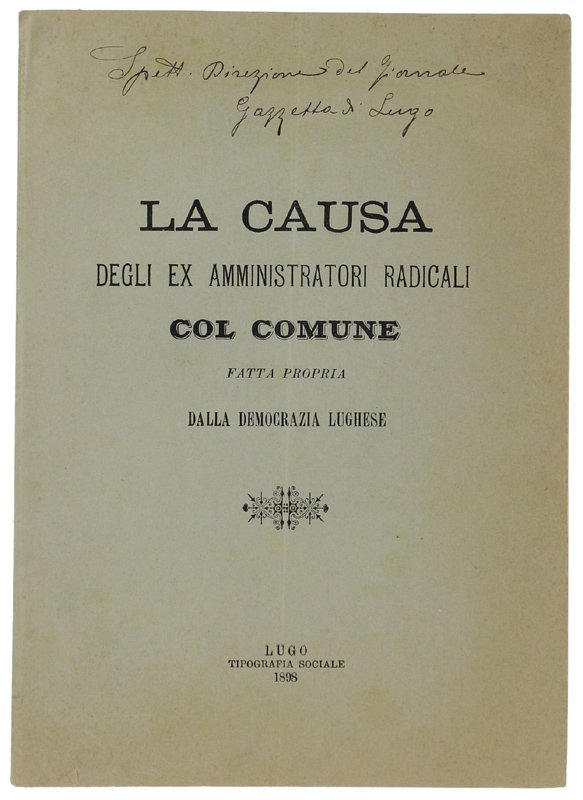 Spett. Direzione del Giornale
Gazzetta di Lugo
LA CAUSA
DEGLI EX AMMINISTRATORI RADICALI
COL COMUNE
FATTA PROPRIA
DALLA DEMOCRAZIA LUGHESE
LUGO
TIPOGRAFIA SOCIALE
1898